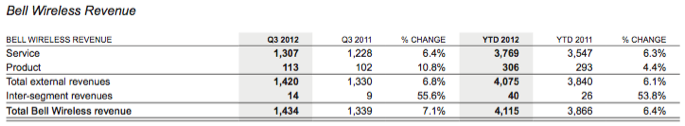 Bell Wireless Revenue
BELL WIRELESS REVENUE Q3 2012 Q3 2011 % CHANGE YTD 2012 YTD 2011 % CHANGE
Service 1,307 1,228 6.4% 3,769 3,547 6.3%
Product 113 102 10.8% 306 293 4.4%
Total external revenues 1,420 1,330 6.8% 4,075 3,840 6.1%
Inter-segment revenues 14 9 55.6% 40 26 53.8%
Total Bell Wireless revenue 1,434 1,339 7.1% 4,115 3,866 6.4%